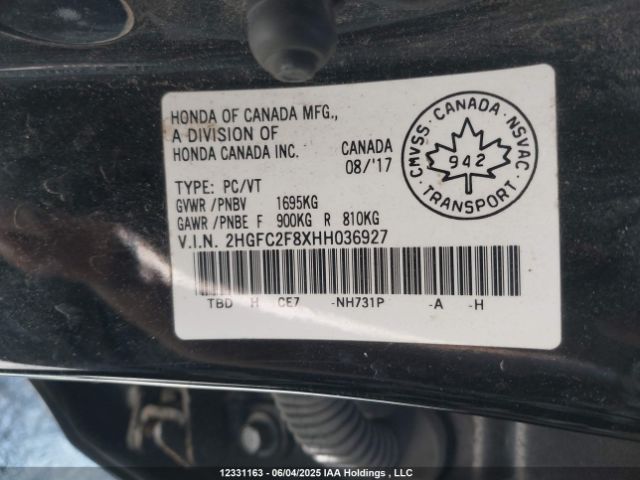 HONDA OF CANADA MFG.,
A DIVISION OF
HONDA CANADA INC.
CANADA
08/'17
TYPE: PC/VT
GVWR /PNBV 1695KG
GAWR /PNBE F 900KG R 810KG
V.I.N. 2HGFC2F8XHH036927
TBD H CE7 -NH731P -A -H
CANADA
CMVSS NSVAC
942
TRANSPORT
12331163 - 06/04/2025 IAA Holdings , LLC